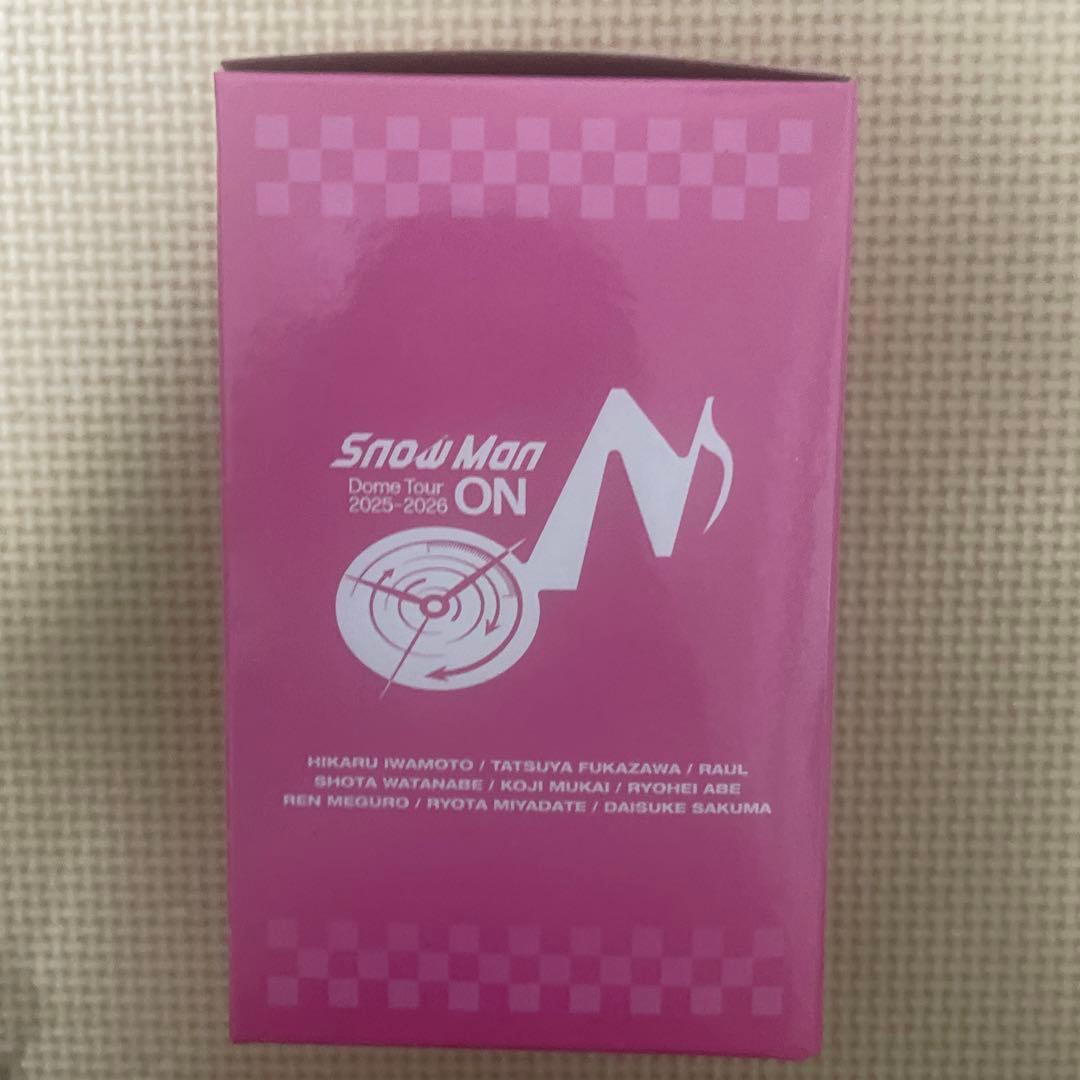 Snow Man
Dome Tour
2025-2026 ON
HIKARU IWAMOTO / TATSUYA FUKAZAWA / RAUL
SHOTA WATANABE / KOJI MUKAI / RYOHEI ABE
REN MEGURO / RYOTA MIYADATE / DAISUKE SAKUMA